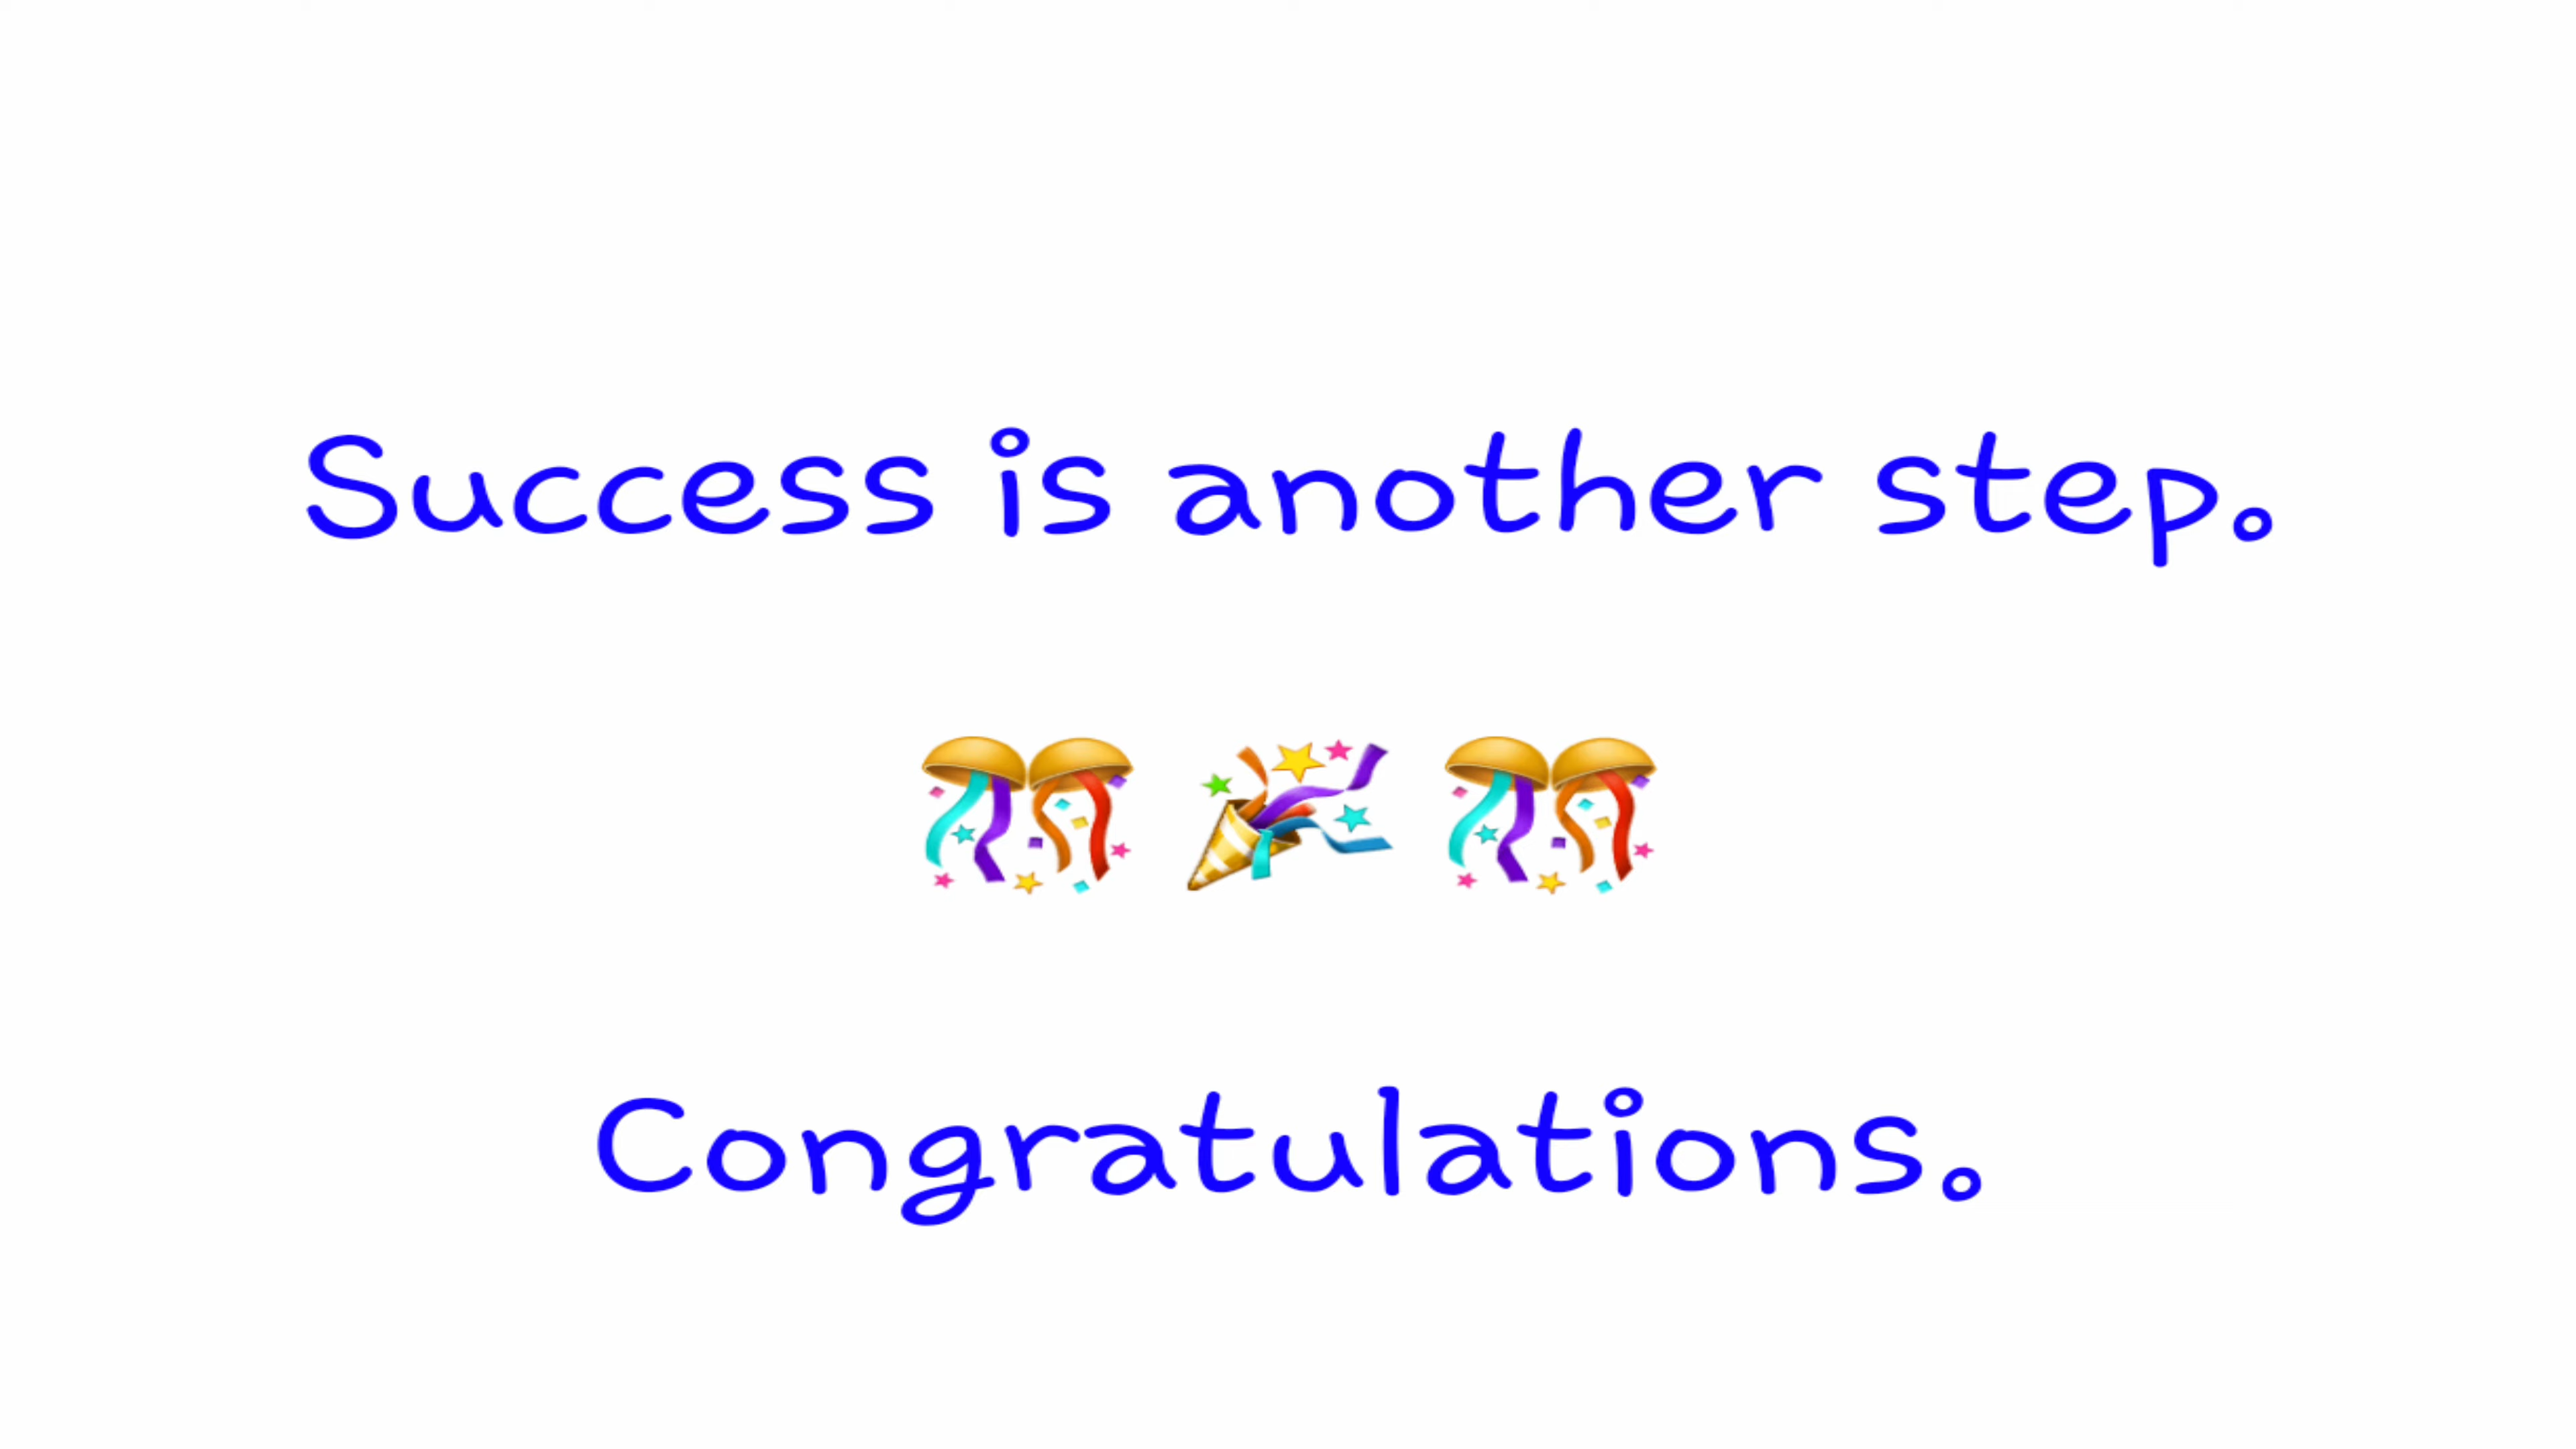 Success is another step.
🎊 🎉 🎊
Congratulations.